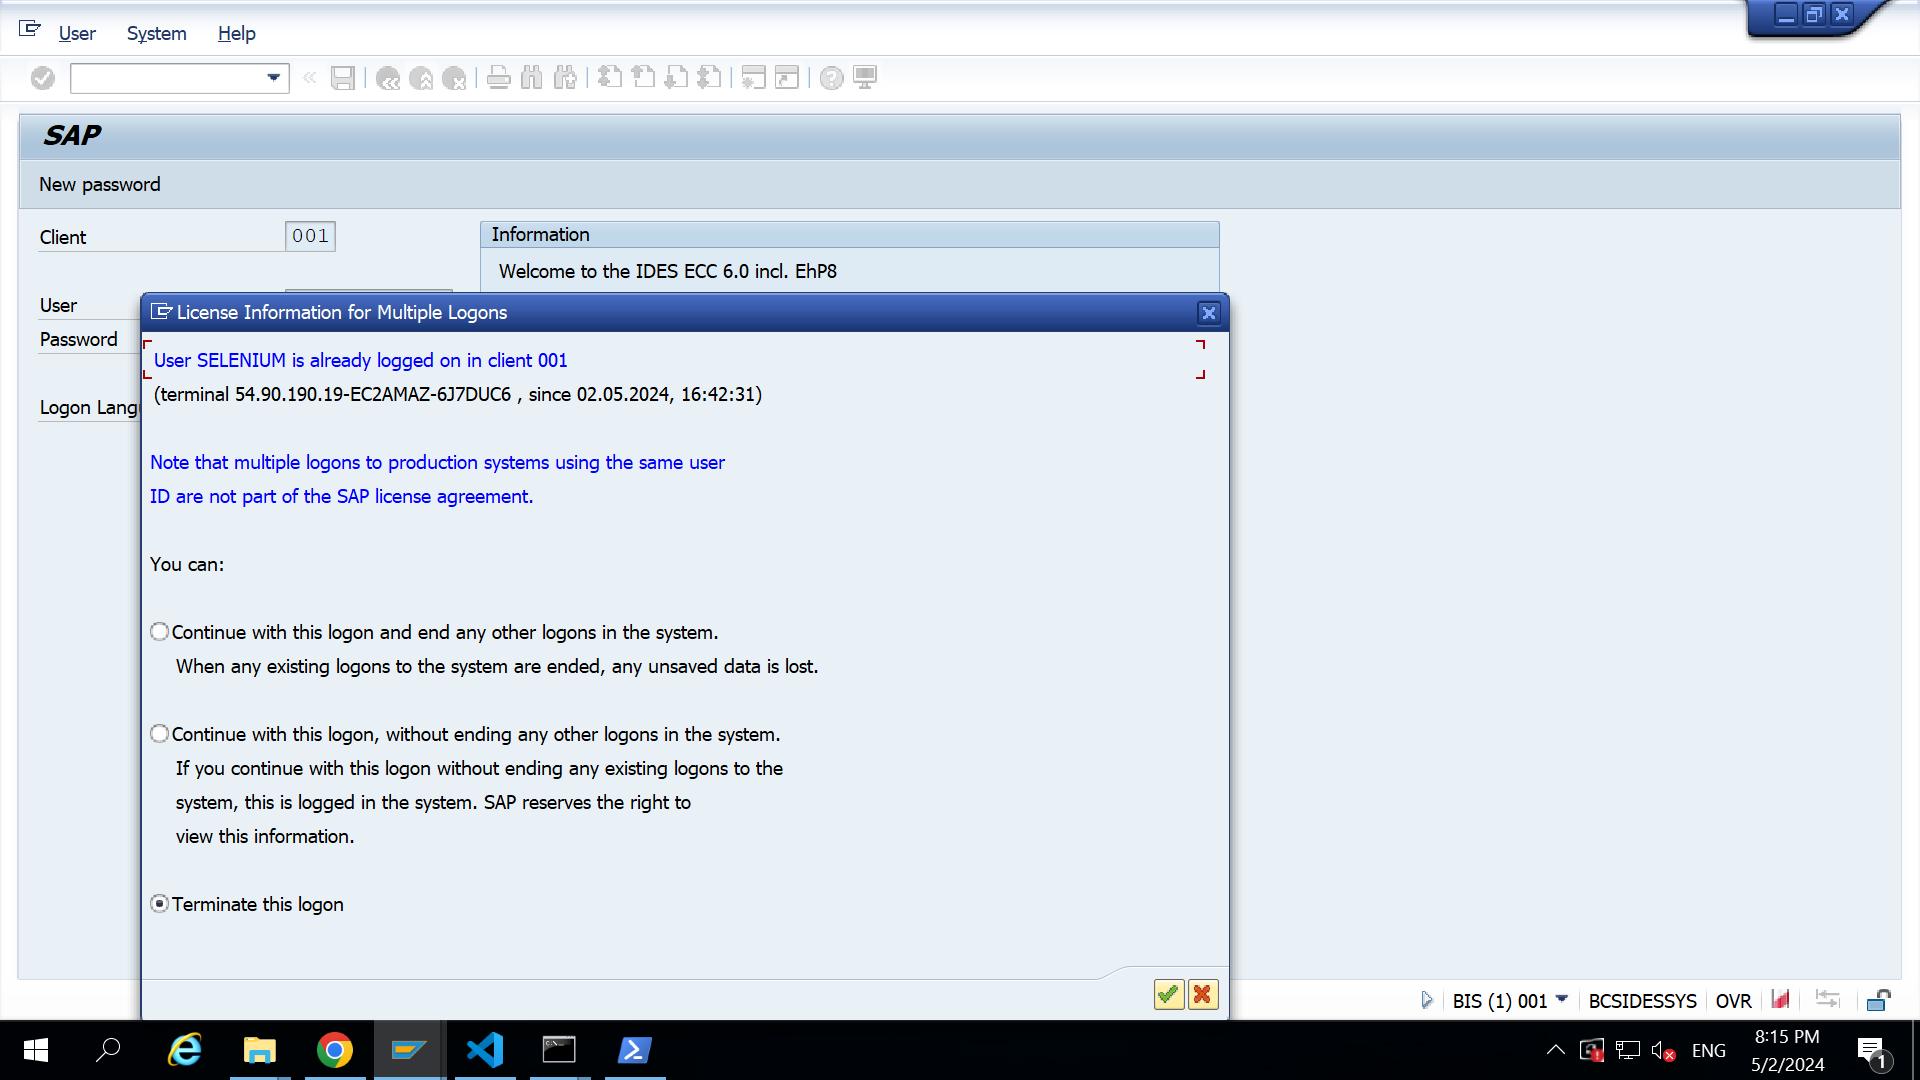 User System Help
SAP
New password
Client 001
Information
Welcome to the IDES ECC 6.0 incl. EhP8
User
Password
Logon Lang
License Information for Multiple Logons
User SELENIUM is already logged on in client 001
(terminal 54.90.190.19-EC2AMAZ-6J7DUC6 , since 02.05.2024, 16:42:31)
Note that multiple logons to production systems using the same user
ID are not part of the SAP license agreement.
You can:
Continue with this logon and end any other logons in the system.
When any existing logons to the system are ended, any unsaved data is lost.
Continue with this logon, without ending any other logons in the system.
If you continue with this logon without ending any existing logons to the
system, this is logged in the system. SAP reserves the right to
view this information.
Terminate this logon
BIS (1) 001 BCSIDESSYS OVR
ENG
8:15 PM
5/2/2024
1